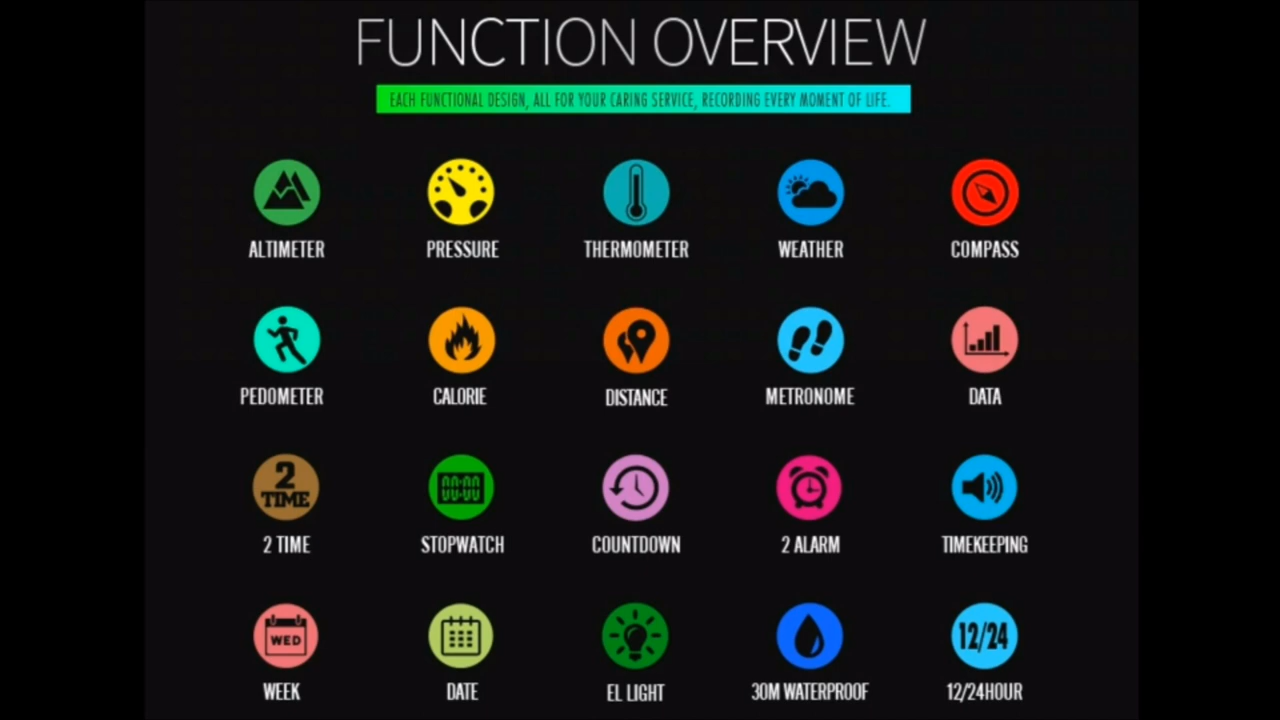 FUNCTION OVERVIEW
EACH FUNCTIONAL DESIGN, ALL FOR YOUR CARING SERVICE, RECORDING EVERY MOMENT OF LIFE.
ALTIMETER PRESSURE THERMOMETER WEATHER COMPASS
PEDOMETER CALORIE DISTANCE METRONOME DATA
2 TIME 00:00
2 TIME STOPWATCH COUNTDOWN 2 ALARM TIMEKEEPING
WED 12/24
WEEK DATE EL LIGHT 30M WATERPROOF 12/24HOUR